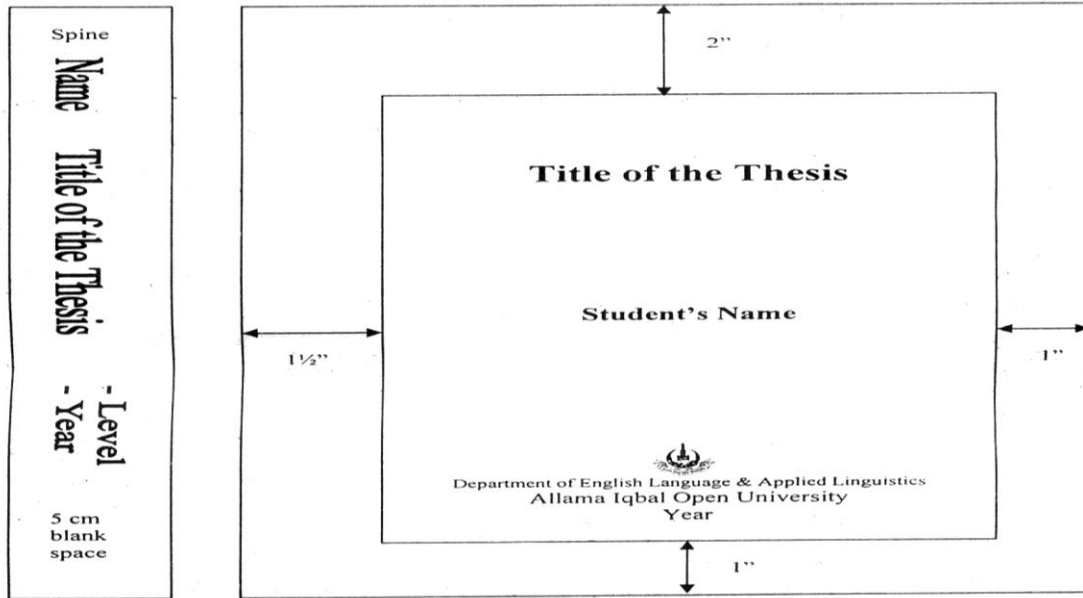 Spine
Name Title of the Thesis
- Level
- Year
5 cm
blank
space
2”
Title of the Thesis
Student’s Name
1½”
1”
Department of English Language & Applied Linguistics
Allama Iqbal Open University
Year
1”